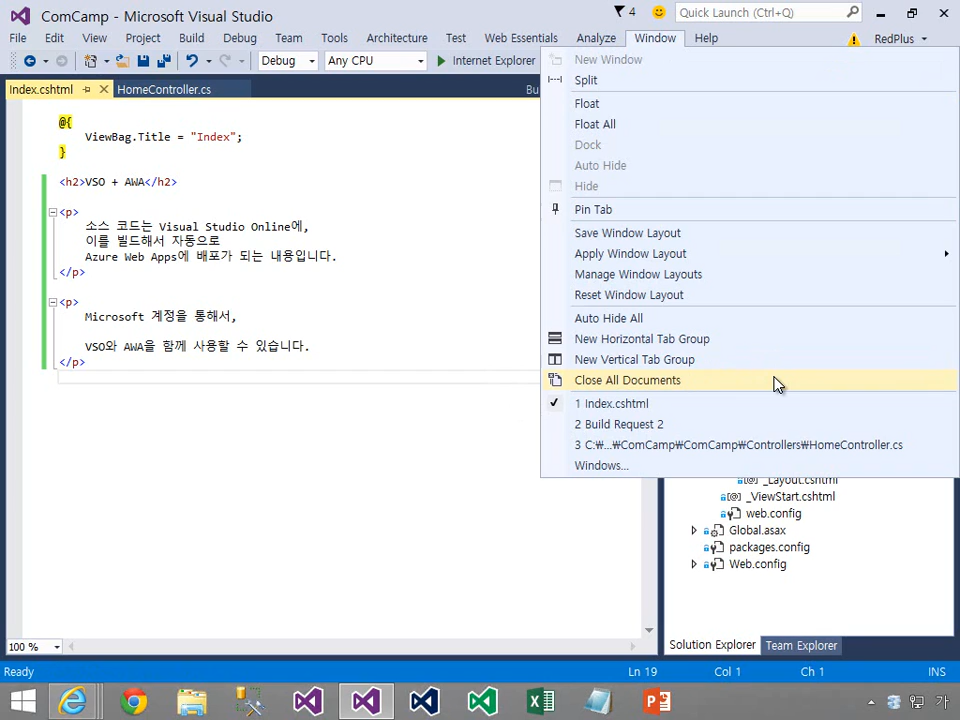 ComCamp - Microsoft Visual Studio
4
Quick Launch (Ctrl+Q)
File Edit View Project Build Debug Team Tools Architecture Test Web Essentials Analyze Window Help
RedPlus
Debug
Any CPU
Internet Explorer
Index.cshtml
HomeController.cs
Bu
@{
ViewBag.Title = "Index";
}
<h2>VSO + AWA</h2>
<p>
소스 코드는 Visual Studio Online에,
이를 빌드해서 자동으로
Azure Web Apps에 배포가 되는 내용입니다.
</p>
<p>
Microsoft 계정을 통해서,
VSO와 AWA을 함께 사용할 수 있습니다.
</p>
New Window
Split
Float
Float All
Dock
Auto Hide
Hide
Pin Tab
Save Window Layout
Apply Window Layout
Manage Window Layouts
Reset Window Layout
Auto Hide All
New Horizontal Tab Group
New Vertical Tab Group
Close All Documents
1 Index.cshtml
2 Build Request 2
3 C:₩...₩ComCamp₩ComCamp₩Controllers₩HomeController.cs
Windows...
_Layout.cshtml
_ViewStart.cshtml
web.config
Global.asax
packages.config
Web.config
100 %
Solution Explorer
Team Explorer
Ready
Ln 19
Col 1
Ch 1
INS
가